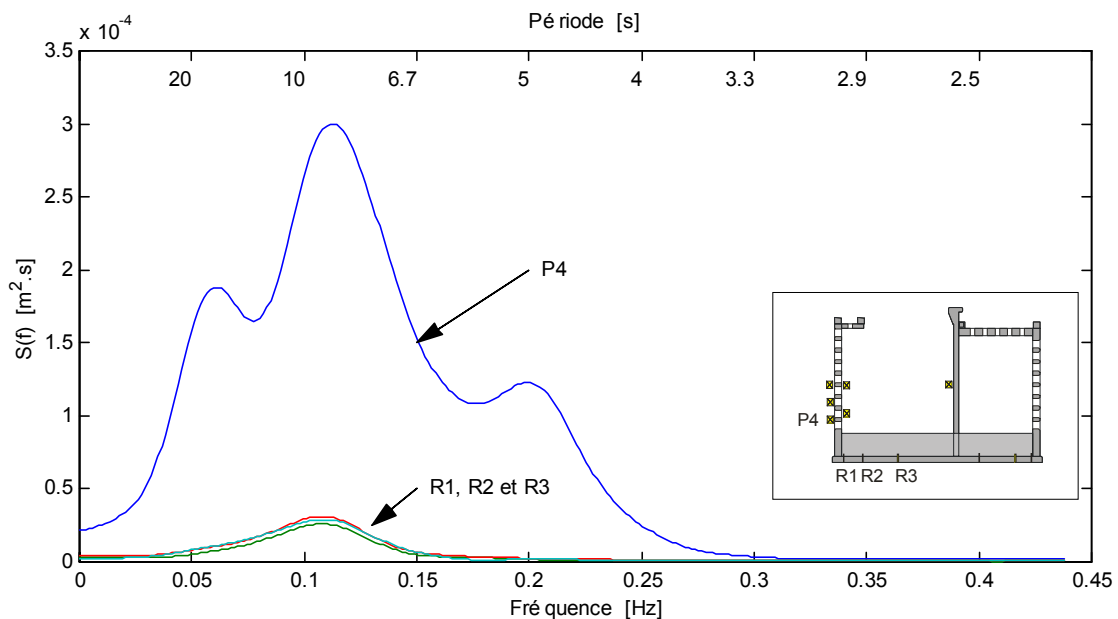 Pé riode [s]
x 10-4
20 10 6.7 5 4 3.3 2.9 2.5
3.5
3
2.5
2
1.5
1
0.5
0
S(f) [m2.s]
P4
R1, R2 et R3
P4
R1 R2 R3
0 0.05 0.1 0.15 0.2 0.25 0.3 0.35 0.4 0.45
Fré quence [Hz]